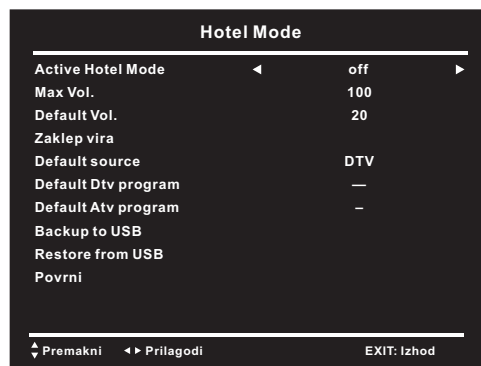 Hotel Mode
Active Hotel Mode ◀ off ▶
Max Vol. 100
Default Vol. 20
Zaklep vira
Default source DTV
Default Dtv program —
Default Atv program –
Backup to USB
Restore from USB
Povrni
Premakni Prilagodi EXIT: Izhod